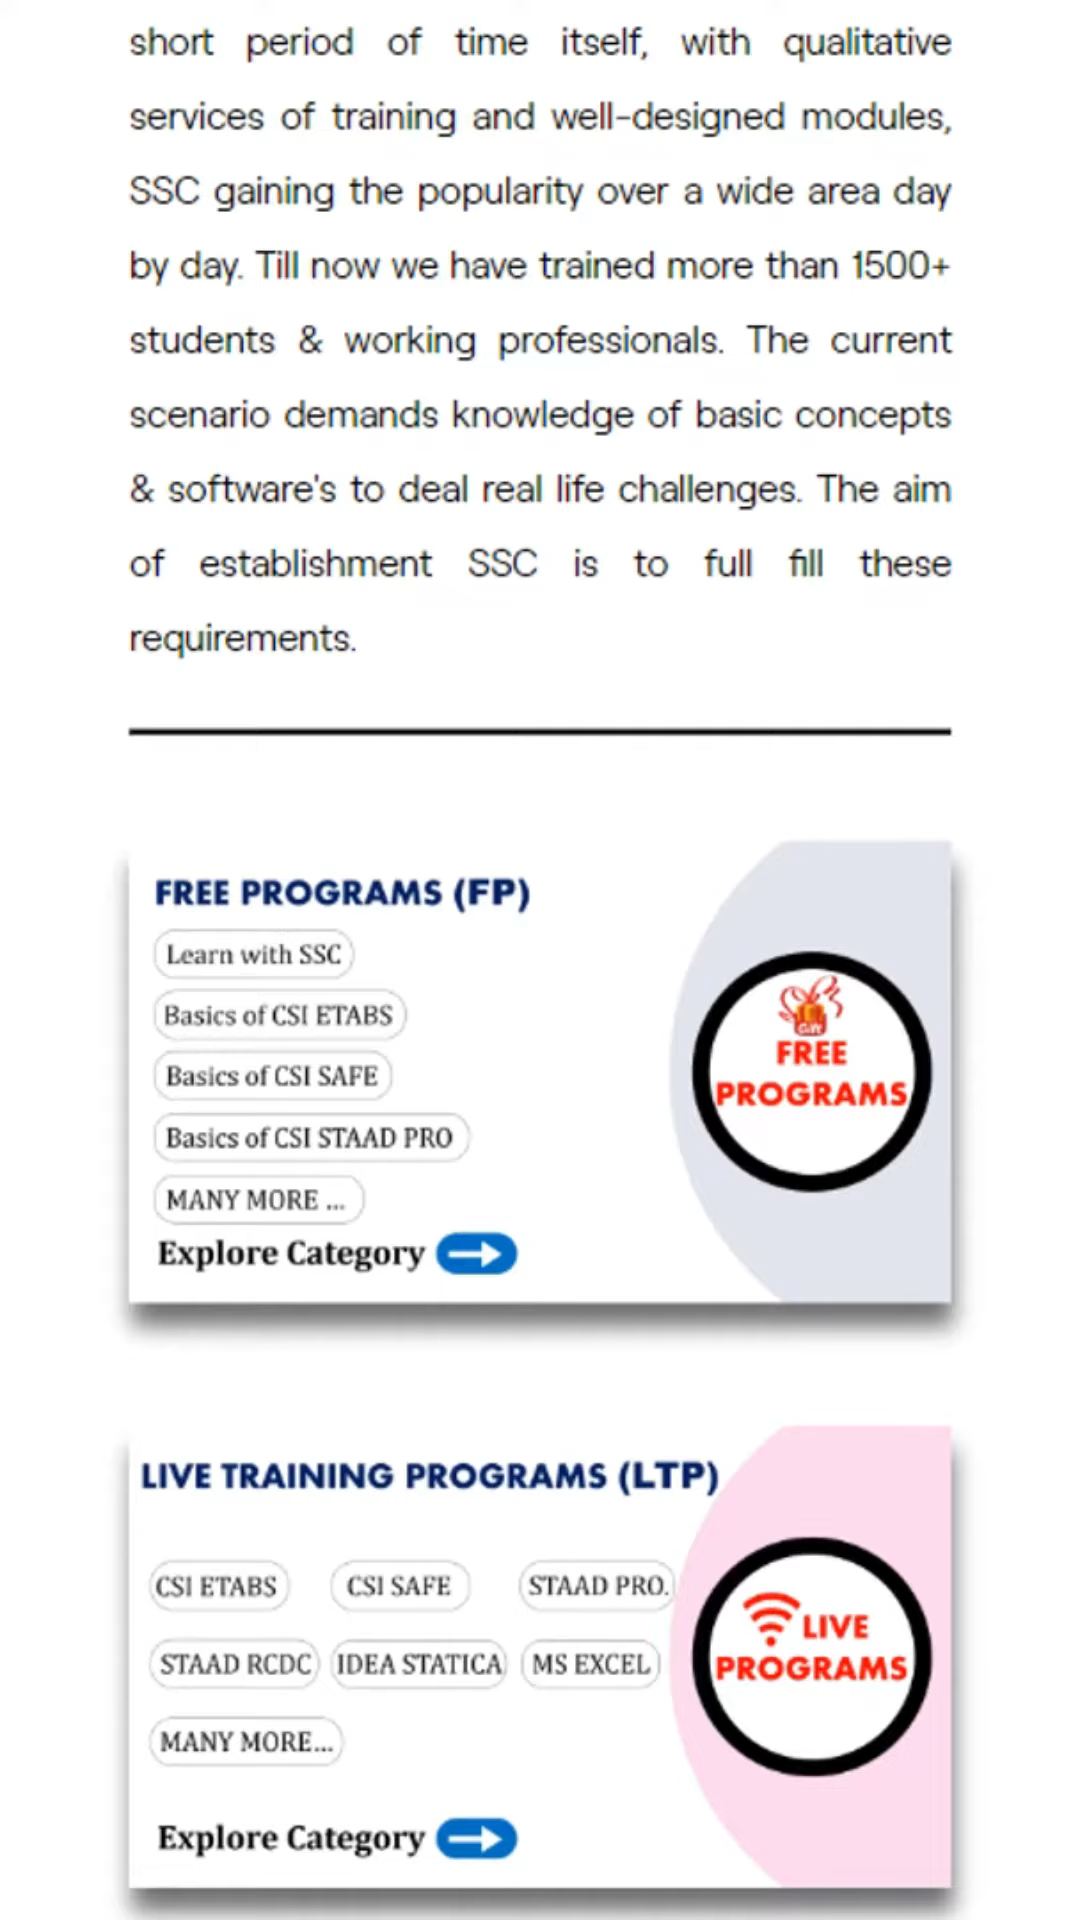 short period of time itself, with qualitative
services of training and well-designed modules,
SSC gaining the popularity over a wide area day
by day. Till now we have trained more than 1500+
students & working professionals. The current
scenario demands knowledge of basic concepts
& software's to deal real life challenges. The aim
of establishment SSC is to full fill these
requirements.
FREE PROGRAMS (FP)
Learn with SSC
Basics of CSI ETABS
Basics of CSI SAFE
Basics of CSI STAAD PRO
MANY MORE ...
Explore Category
Gift
FREE
PROGRAMS
LIVE TRAINING PROGRAMS (LTP)
CSI ETABS CSI SAFE STAAD PRO.
STAAD RCDC IDEA STATICA MS EXCEL
MANY MORE...
Explore Category
LIVE
PROGRAMS